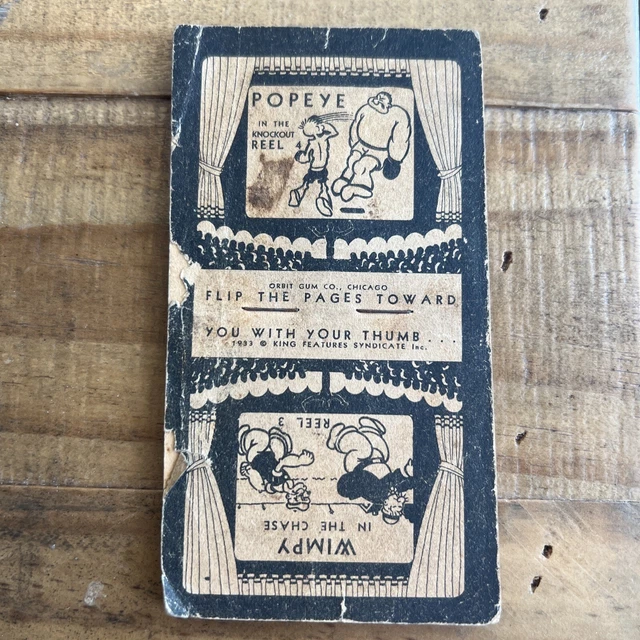 POPEYE
IN THE
KNOCKOUT
REEL
ORBIT GUM CO., CHICAGO
FLIP THE PAGES TOWARD
YOU WITH YOUR THUMB...
1933 © KING FEATURES SYNDICATE Inc.
WIMPY
IN THE CHASE
REEL 3